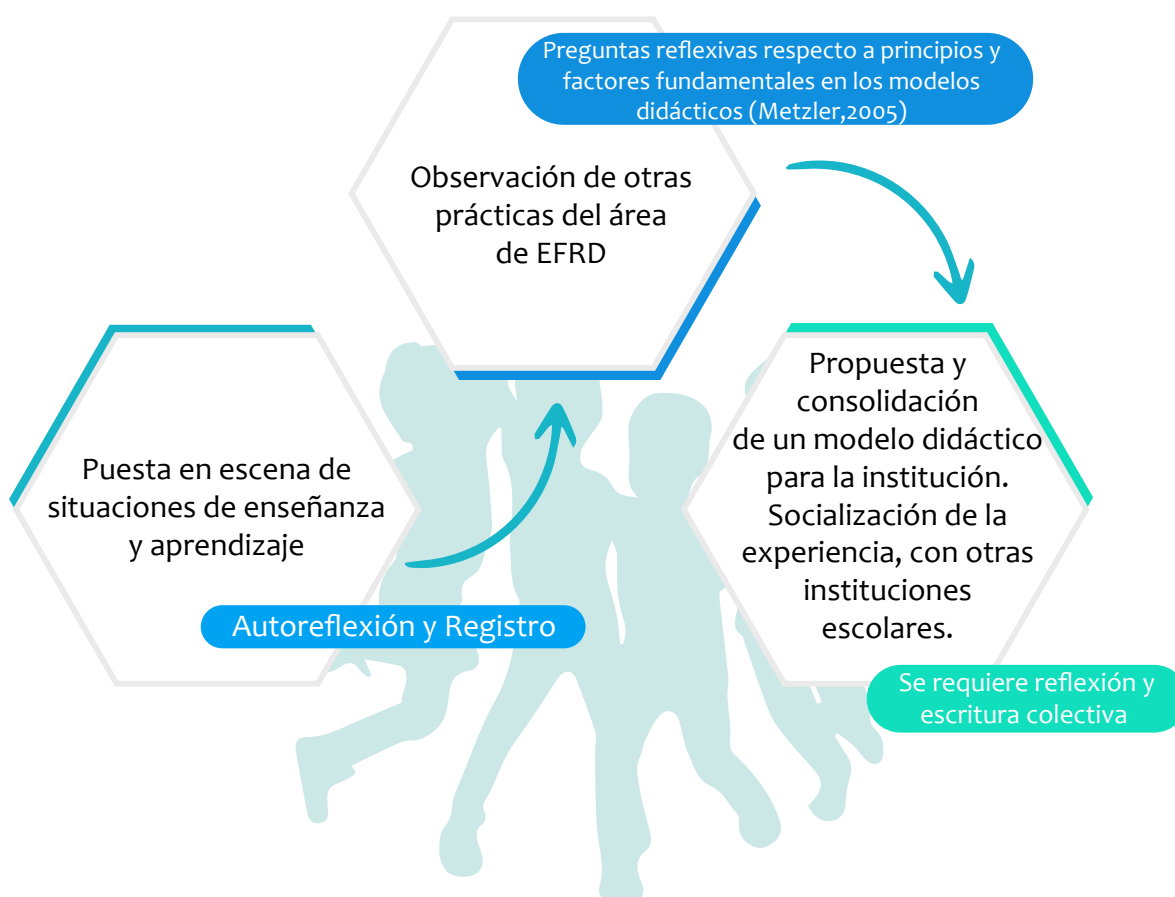 Preguntas reflexivas respecto a principios y
factores fundamentales en los modelos
didácticos (Metzler,2005)
Observación de otras
prácticas del área
de EFRD
Puesta en escena de
situaciones de enseñanza
y aprendizaje
Autoreflexión y Registro
Propuesta y
consolidación
de un modelo didáctico
para la institución.
Socialización de la
experiencia, con otras
instituciones
escolares.
Se requiere reflexión y
escritura colectiva